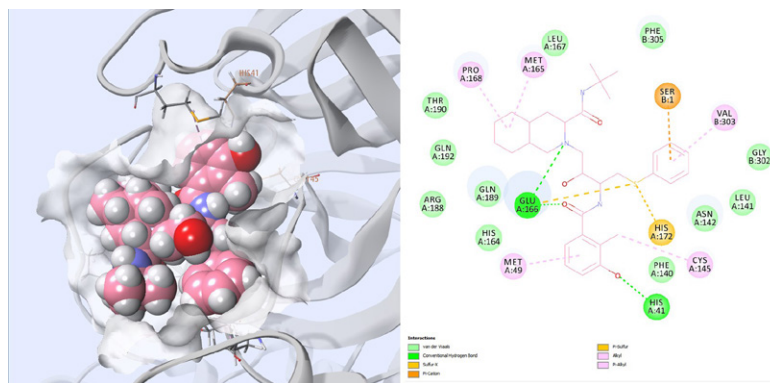 HIS41
LEU
A:167
PHE
B:305
PRO
A:168
MET
A:165
SER
B:1
VAL
B:303
THR
A:190
GLN
A:192
GLY
B:302
ARG
A:188
GLN
A:189
GLU
A:166
LEU
A:141
ASN
A:142
HIS
A:164
HIS
A:172
MET
A:49
PHE
A:140
CYS
A:145
HIS
A:41
N
O
N
O
N
O
O
Interactions
van der Waals
Conventional Hydrogen Bond
Sulfur-X
Pi-Cation
Pi-Sulfur
Alkyl
Pi-Alkyl